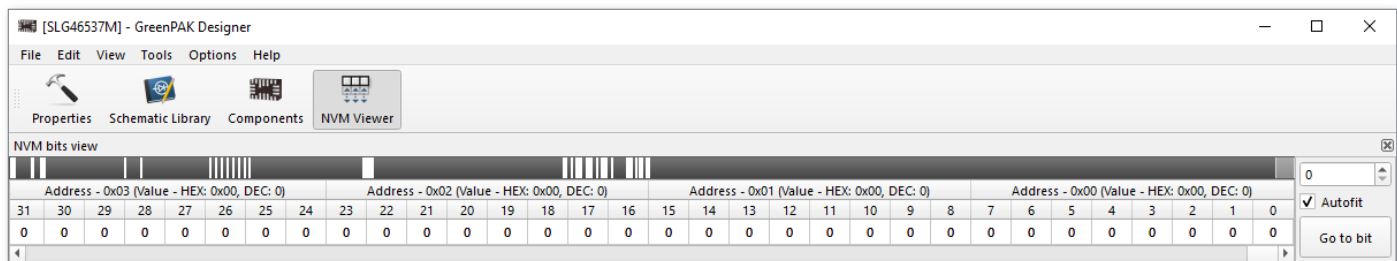 [SLG46537M] - GreenPAK Designer
File Edit View Tools Options Help
Properties Schematic Library Components NVM Viewer
NVM bits view
0
Address - 0x03 (Value - HEX: 0x00, DEC: 0) Address - 0x02 (Value - HEX: 0x00, DEC: 0) Address - 0x01 (Value - HEX: 0x00, DEC: 0) Address - 0x00 (Value - HEX: 0x00, DEC: 0)
Autofit
31 30 29 28 27 26 25 24 23 22 21 20 19 18 17 16 15 14 13 12 11 10 9 8 7 6 5 4 3 2 1 0
0 0 0 0 0 0 0 0 0 0 0 0 0 0 0 0 0 0 0 0 0 0 0 0 0 0 0 0 0 0 0 0
Go to bit